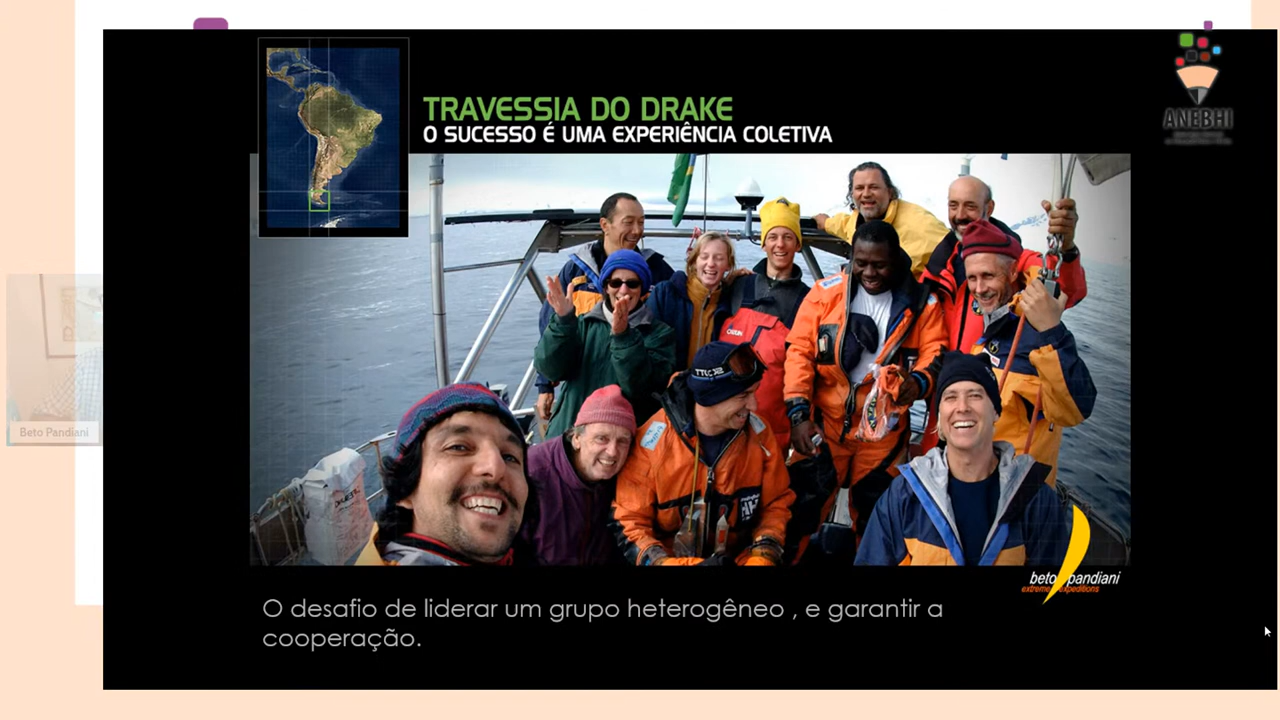 TRAVESSIA DO DRAKE
O SUCESSO É UMA EXPERIÊNCIA COLETIVA
ANEBHI
Beto Pandiani
beto pandiani
extreme expeditions
O desafio de liderar um grupo heterogêneo , e garantir a
cooperação.